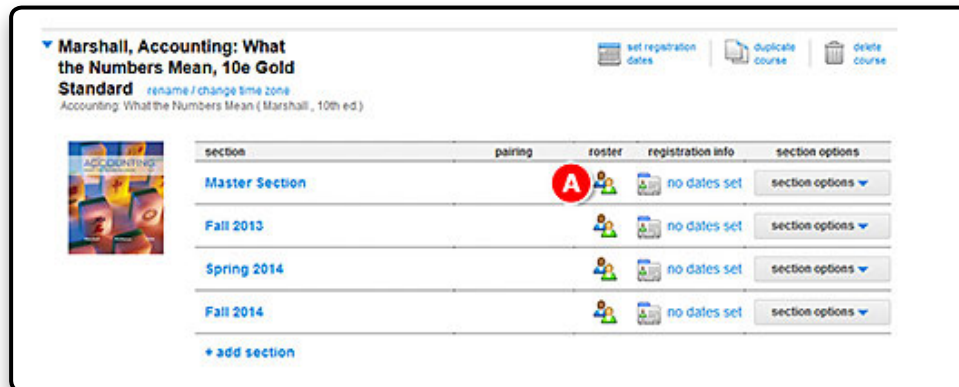 Marshall, Accounting: What
the Numbers Mean, 10e Gold
Standard rename / change time zone
Accounting: What the Numbers Mean ( Marshall , 10th ed.)
set registration
dates
duplicate
course
delete
course
ACCOUNTING
section pairing roster registration info section options
Master Section A no dates set section options
Fall 2013 no dates set section options
Spring 2014 no dates set section options
Fall 2014 no dates set section options
+ add section